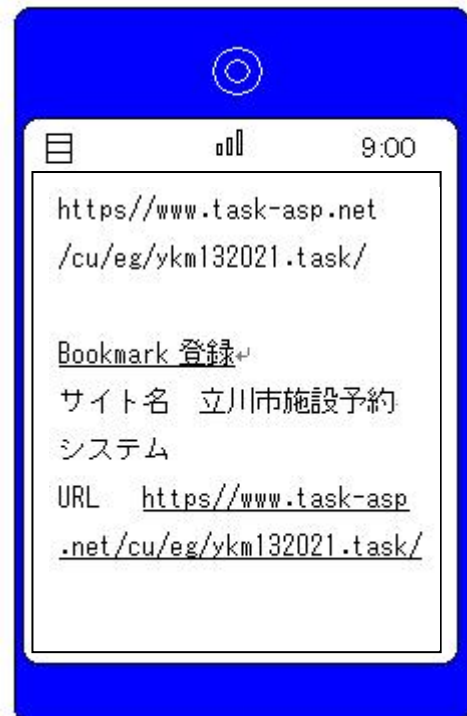 9:00
https//www.task-asp.net
/cu/eg/ykm132021.task/
Bookmark 登録↵
サイト名 立川市施設予約
システム
URL https//www.task-asp
.net/cu/eg/ykm132021.task/